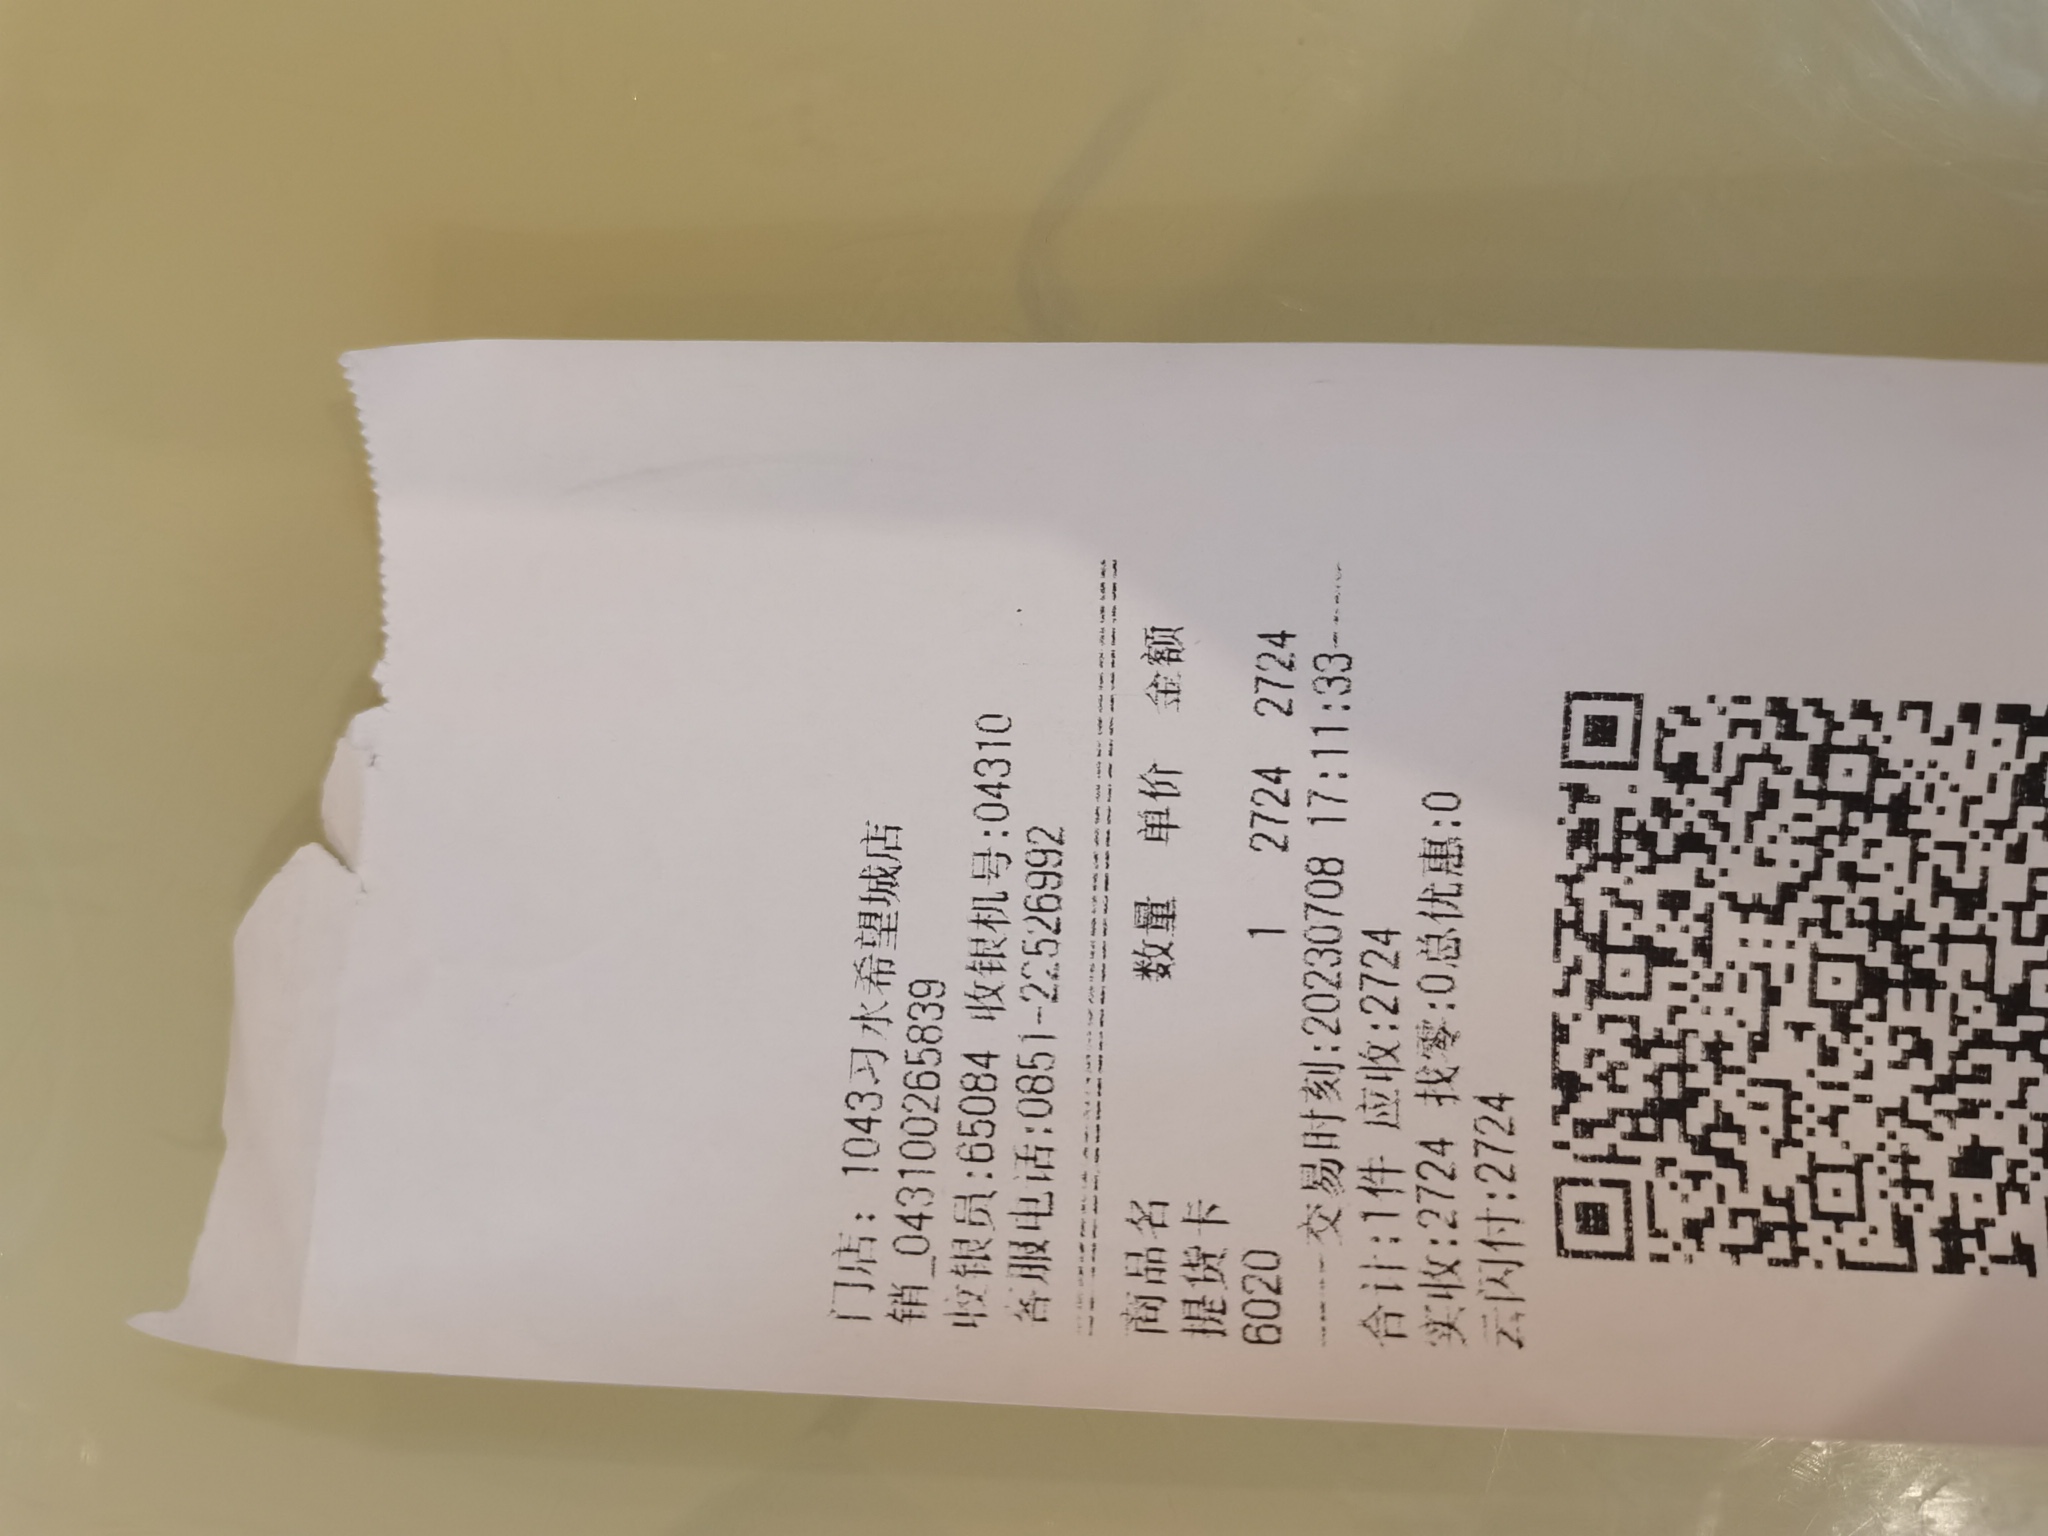 门店: 1043习水希望城店
销_043100265839
收银员:65084 收银机号:04310
客服电话:0851-22526992
商品名 数量 单价 金额
提货卡
6020 1 2724 2724
交易时刻:20230708 17:11:33
合计:1件 应收:2724
实收:2724 找零:0总优惠:0
云闪付:2724